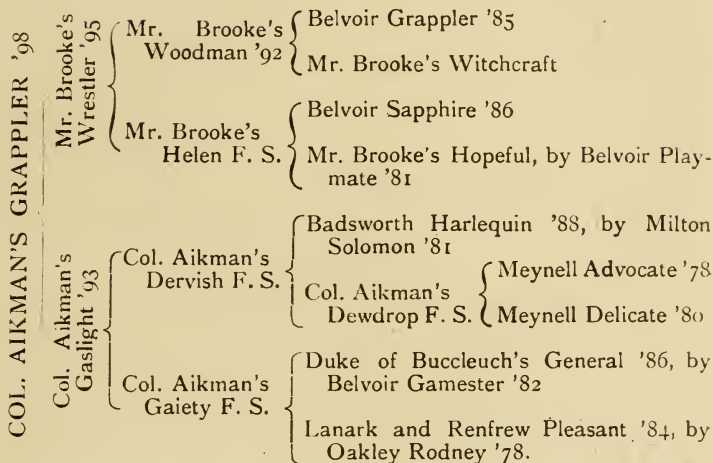 COL. AIKMAN'S GRAPPLER '98
Mr. Brooke's
Wrestler '95
Mr. Brooke's
Woodman '92
Belvoir Grappler '85
Mr. Brooke's Witchcraft
Mr. Brooke's
Helen F. S.
Belvoir Sapphire '86
Mr. Brooke's Hopeful, by Belvoir Play-
mate '81
Col. Aikman's
Gaslight '93
Col. Aikman's
Dervish F. S.
Badsworth Harlequin '88, by Milton
Solomon '81
Col. Aikman's
Dewdrop F. S.
Meynell Advocate '78
Meynell Delicate '80
Col. Aikman's
Gaiety F. S.
Duke of Buccleuch's General '86, by
Belvoir Gamester '82
Lanark and Renfrew Pleasant '84, by
Oakley Rodney '78.